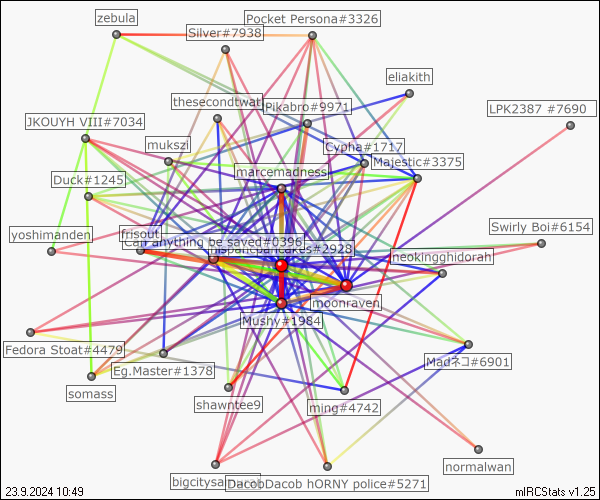 zebula
Pocket Persona#3326
Silver#7938
eliakith
thesecondtwat
Pikabro#9971
LPK2387 #7690
JKOUYH VIII#7034
mukszi
Cypha#1717
Majestic#3375
marcemadness
Duck#1245
Swirly Boi#6154
yoshimanden
frisout
can anything be saved#0396
cakes#2928
neokingghidorah
moonraven
Mushy#1984
Fedora Stoat#4479
Eg.Master#1378
Madネコ#6901
somass
shawntee9
ming#4742
normalwan
DacobDacob hORNY police#5271
23.9.2024 10:49
mIRCStats v1.25